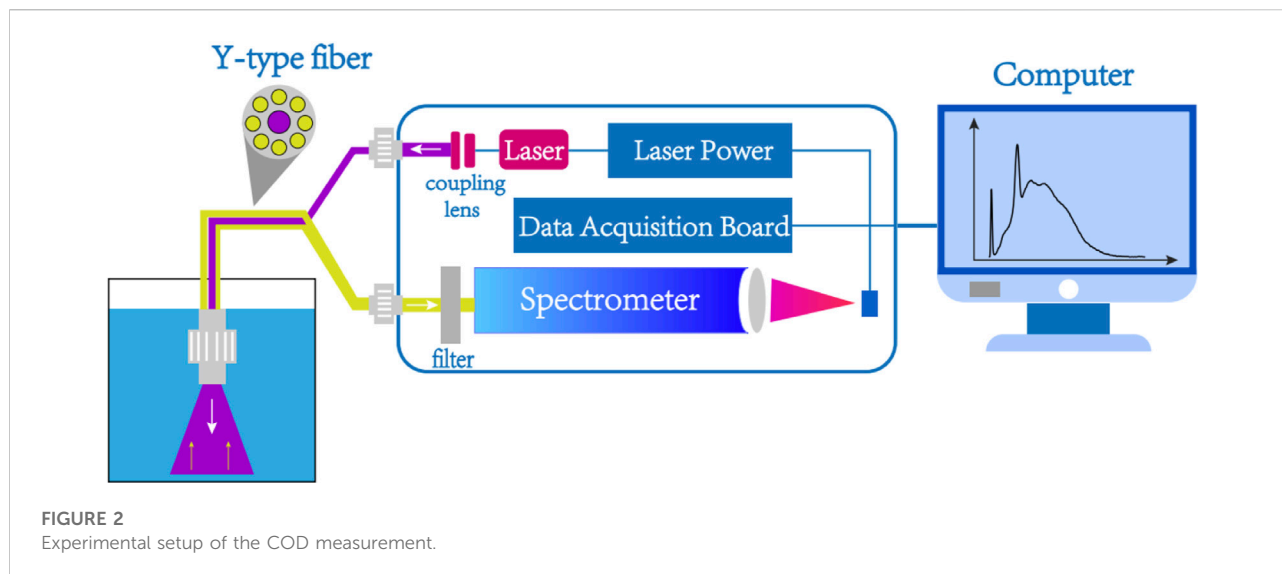 Y-type fiber
Computer
Laser
Laser Power
coupling
lens
Data Acquisition Board
Spectrometer
filter
FIGURE 2
Experimental setup of the COD measurement.